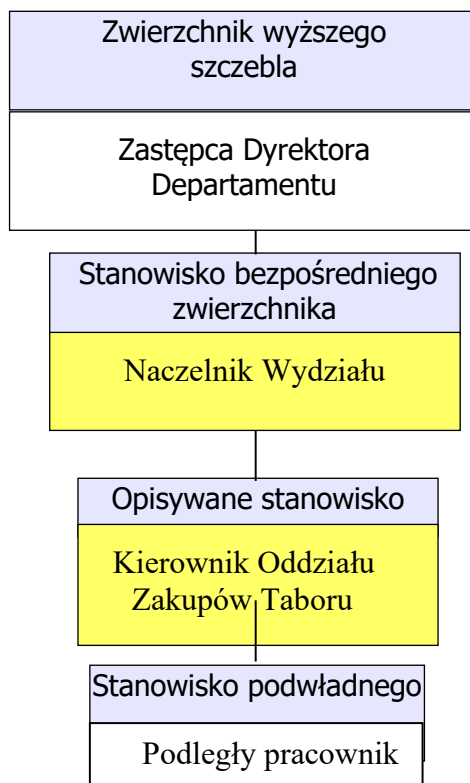 Zwierzchnik wyższego
szczebla
Zastępca Dyrektora
Departamentu
Stanowisko bezpośredniego
zwierzchnika
Naczelnik Wydziału
Opisywane stanowisko
Kierownik Oddziału
Zakupów Taboru
Stanowisko podwładnego
Podległy pracownik